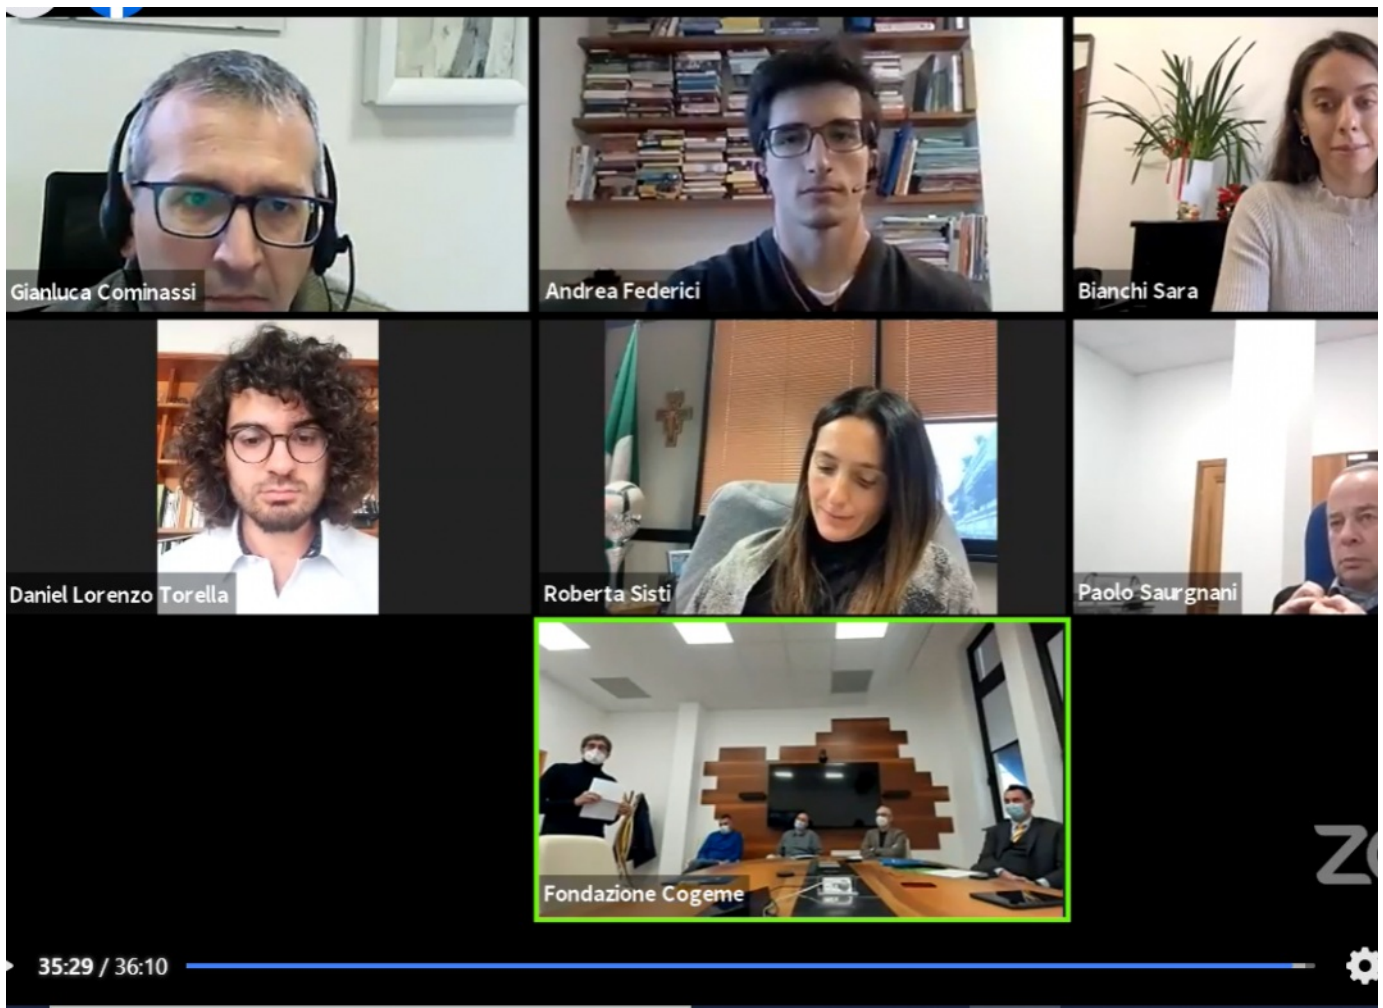 Gianluca Cominassi
Andrea Federici
Bianchi Sara
Daniel Lorenzo Torella
Roberta Sisti
Paolo Saurgnani
Fondazione Cogeme
35:29 / 36:10